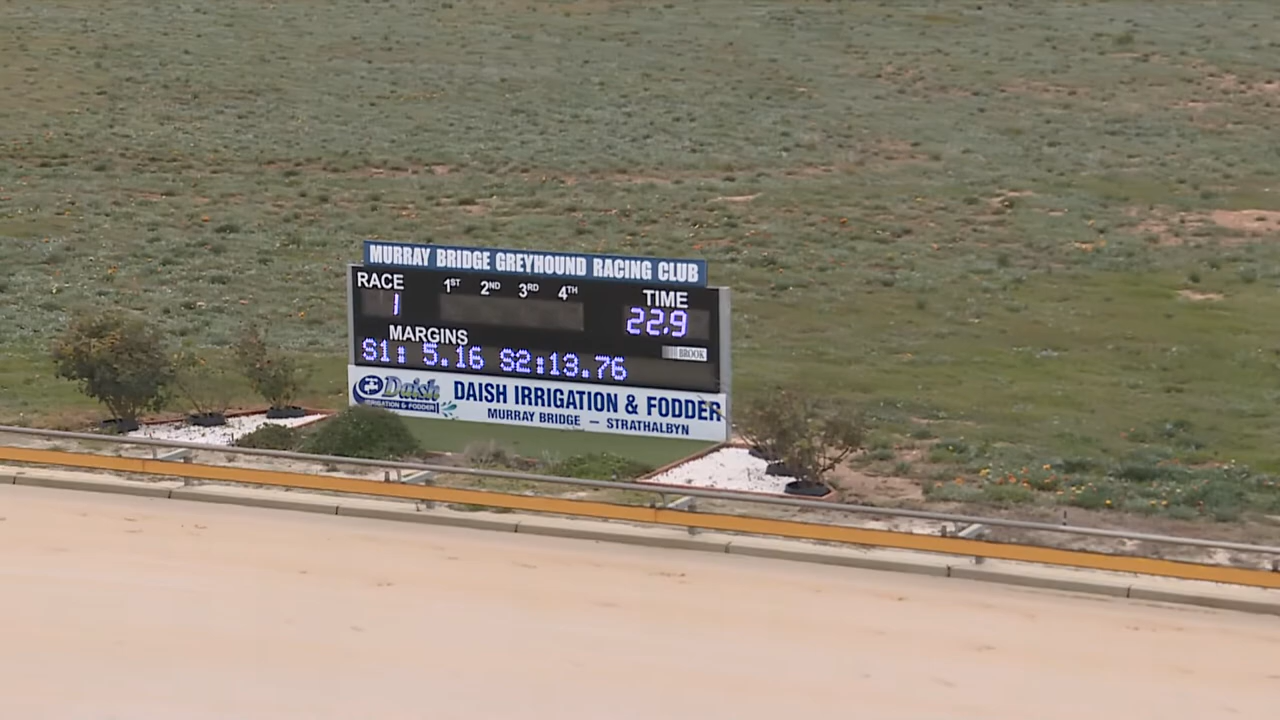 MURRAY BRIDGE GREYHOUND RACING CLUB
RACE 1ST 2ND 3RD 4TH TIME
1 22.9
MARGINS
BROOK
S1: 5.16 S2:13.76
Daish
IRRIGATION & FODDER
DAISH IRRIGATION & FODDER
MURRAY BRIDGE — STRATHALBYN